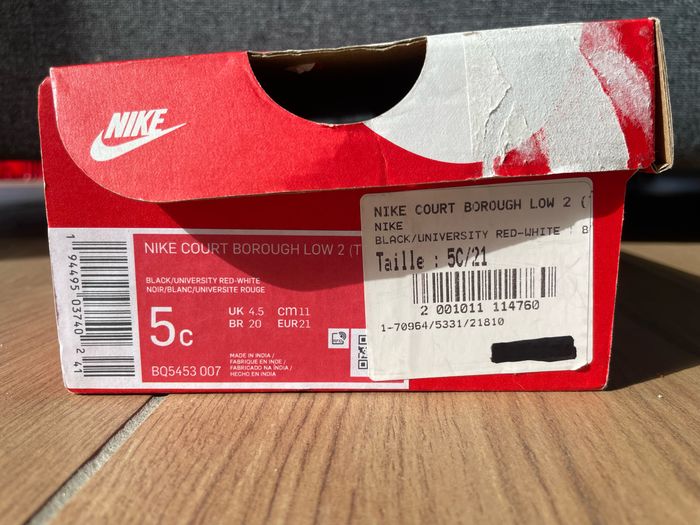 NIKE
NIKE COURT BOROUGH LOW 2 (T
BLACK/UNIVERSITY RED-WHITE
NOIR/BLANC/UNIVERSITE ROUGE
5C
UK 4.5 CM 11
BR 20 EUR 21
MADE IN INDIA /
FABRIQUE EN INDE /
FABRICADO NA ÍNDIA /
HECHO EN INDIA
BQ5453 007
1 94495 03740 2 41
NIKE COURT BOROUGH LOW 2 (
NIKE
BLACK/UNIVERSITY RED-WHITE B
Taille : 5C/21
2 001011 114760
1-70964/5331/21810